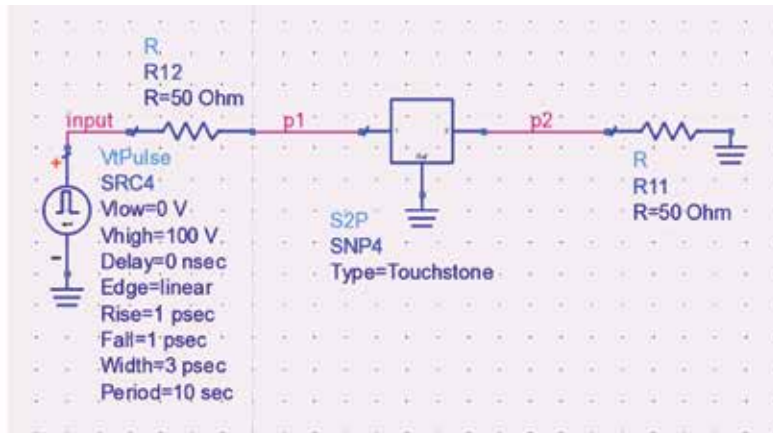 R
R12
R=50 Ohm
input
p1
p2
VtPulse
SRC4
Vlow=0 V
Vhigh=100 V
Delay=0 nsec
Edge=linear
Rise=1 psec
Fall=1 psec
Width=3 psec
Period=10 sec
S2P
SNP4
Type=Touchstone
R
R11
R=50 Ohm